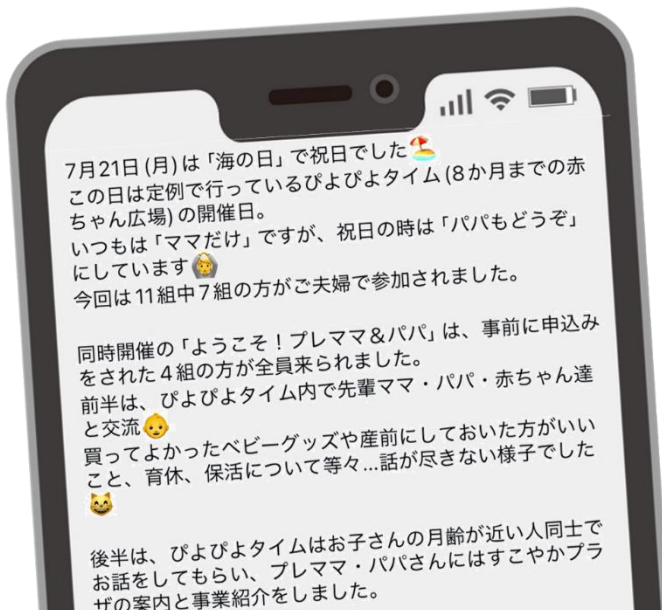 7月21日(月)は「海の日」で祝日でした🏖️
この日は定例で行っているぴよぴよタイム(8か月までの赤
ちゃん広場)の開催日。
いつもは「ママだけ」ですが、祝日の時は「パパもどうぞ」
にしています🙆
今回は11組中7組の方がご夫婦で参加されました。

同時開催の「ようこそ!プレママ&パパ」は、事前に申込み
をされた4組の方が全員来られました。
前半は、ぴよぴよタイム内で先輩ママ・パパ・赤ちゃん達
と交流👶
買ってよかったベビーグッズや産前にしておいた方がいい
こと、育休、保活について等々...話が尽きない様子でした
😸

後半は、ぴよぴよタイムはお子さんの月齢が近い人同士で
お話をしてもらい、プレママ・パパさんにはすこやかプラ
ザの案内と事業紹介をしました。